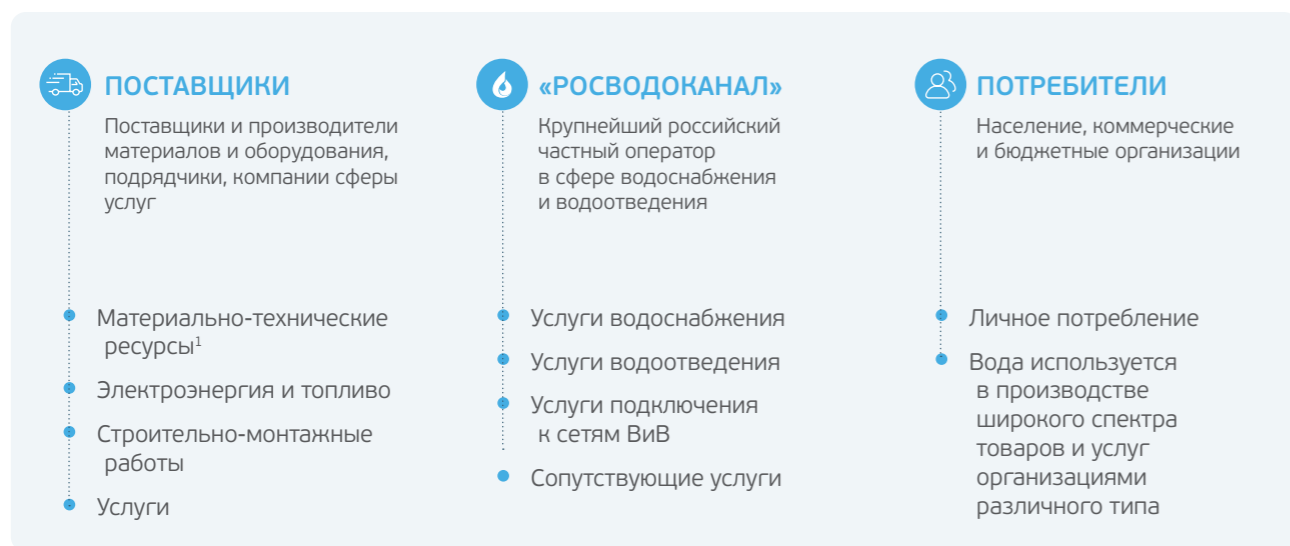 ПОСТАВЩИКИ
Поставщики и производители
материалов и оборудования,
подрядчики, компании сферы
услуг
Материально-технические
ресурсы¹
Электроэнергия и топливо
Строительно-монтажные
работы
Услуги
«РОСВОДОКАНАЛ»
Крупнейший российский
частный оператор
в сфере водоснабжения
и водоотведения
Услуги водоснабжения
Услуги водоотведения
Услуги подключения
к сетям ВиВ
Сопутствующие услуги
ПОТРЕБИТЕЛИ
Население, коммерческие
и бюджетные организации
Личное потребление
Вода используется
в производстве
широкого спектра
товаров и услуг
организациями
различного типа